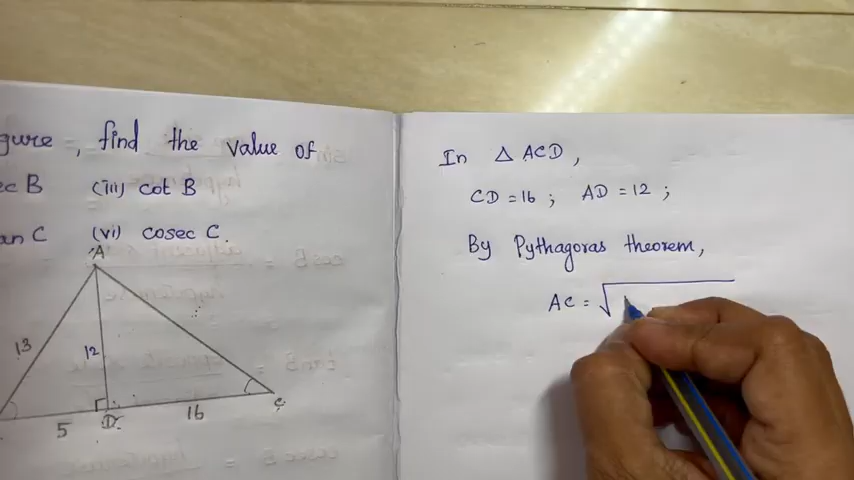 gure, find the value of
ec B (iii) cot B
an C (vi) cosec C.
A
13
12
5
D
16
C
In △ ACD,
CD = 16 ; AD = 12 ;
By Pythagoras theorem,
AC = √